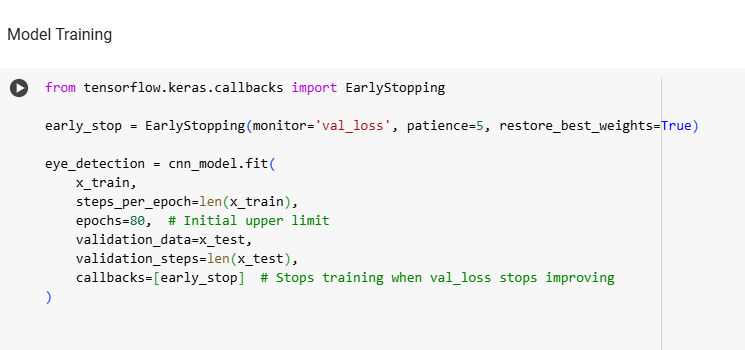 Model Training
from tensorflow.keras.callbacks import EarlyStopping
early_stop = EarlyStopping(monitor='val_loss', patience=5, restore_best_weights=True)
eye_detection = cnn_model.fit(
    x_train,
    steps_per_epoch=len(x_train),
    epochs=80,  # Initial upper limit
    validation_data=x_test,
    validation_steps=len(x_test),
    callbacks=[early_stop]  # Stops training when val_loss stops improving
)